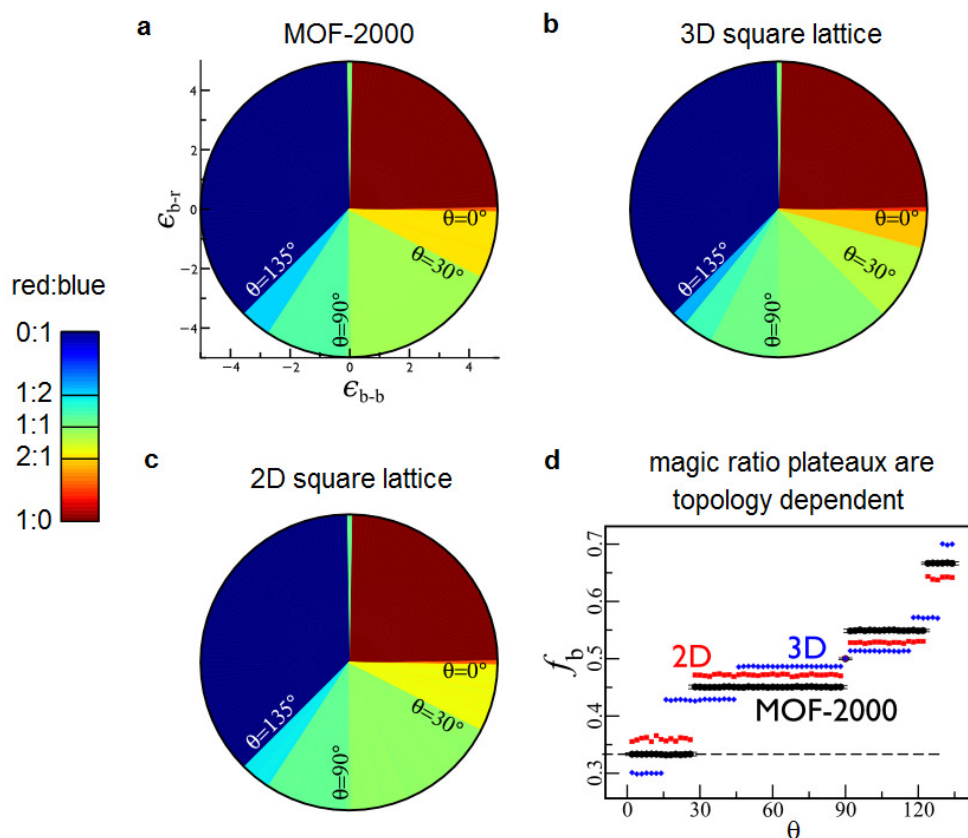 a
MOF-2000
b
3D square lattice
4
2
0
−2
−4
ϵb-r
−4
−2
0
2
4
ϵb-b
θ=0°
θ=30°
θ=90°
θ=135°
θ=0°
θ=30°
θ=90°
θ=135°
red:blue
0:1
1:2
1:1
2:1
1:0
c
2D square lattice
θ=0°
θ=30°
θ=90°
θ=135°
d
magic ratio plateaux are
topology dependent
0.7
0.6
0.5
0.4
0.3
fb
2D
3D
MOF-2000
0
30
60
90
120
θ